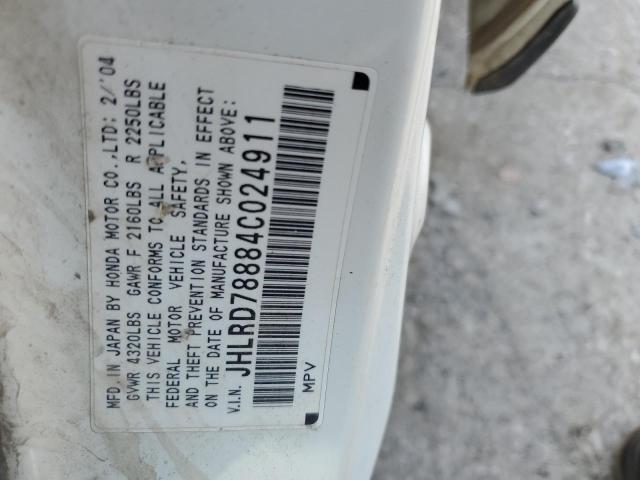 MFD. IN JAPAN BY HONDA MOTOR CO.,LTD: 2/'04
GVWR 4320LBS GAWR F 2160LBS R 2250LBS
THIS VEHICLE CONFORMS TO ALL APPLICABLE
FEDERAL MOTOR VEHICLE SAFETY,
AND THEFT PREVENTION STANDARDS IN EFFECT
ON THE DATE OF MANUFACTURE SHOWN ABOVE:
V.I.N. JHLRD78884C024911
MPV